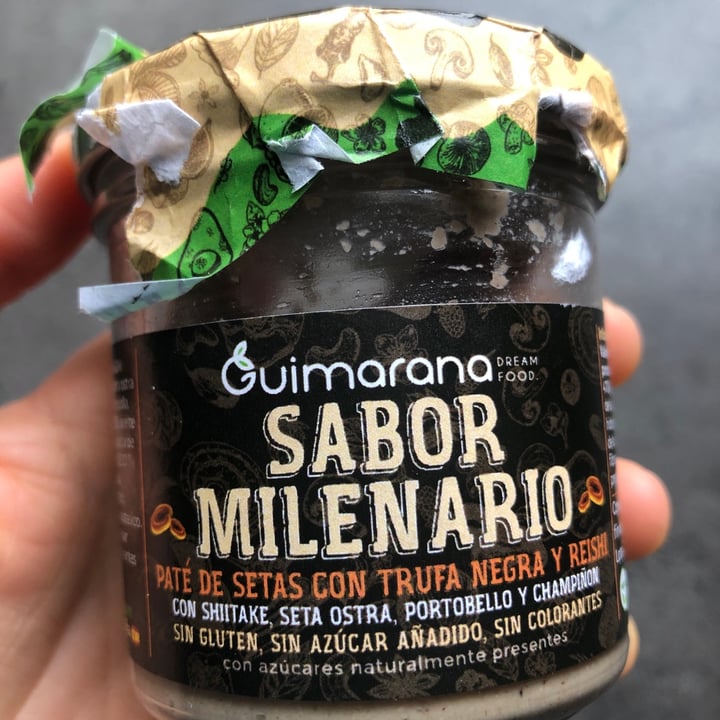 Guimarana DREAM FOOD.
SABOR
MILENARIO
PATÉ DE SETAS CON TRUFA NEGRA Y REISHI
CON SHIITAKE, SETA OSTRA, PORTOBELLO Y CHAMPIÑON
SIN GLUTEN, SIN AZÚCAR AÑADIDO, SIN COLORANTES
con azúcares naturalmente presentes